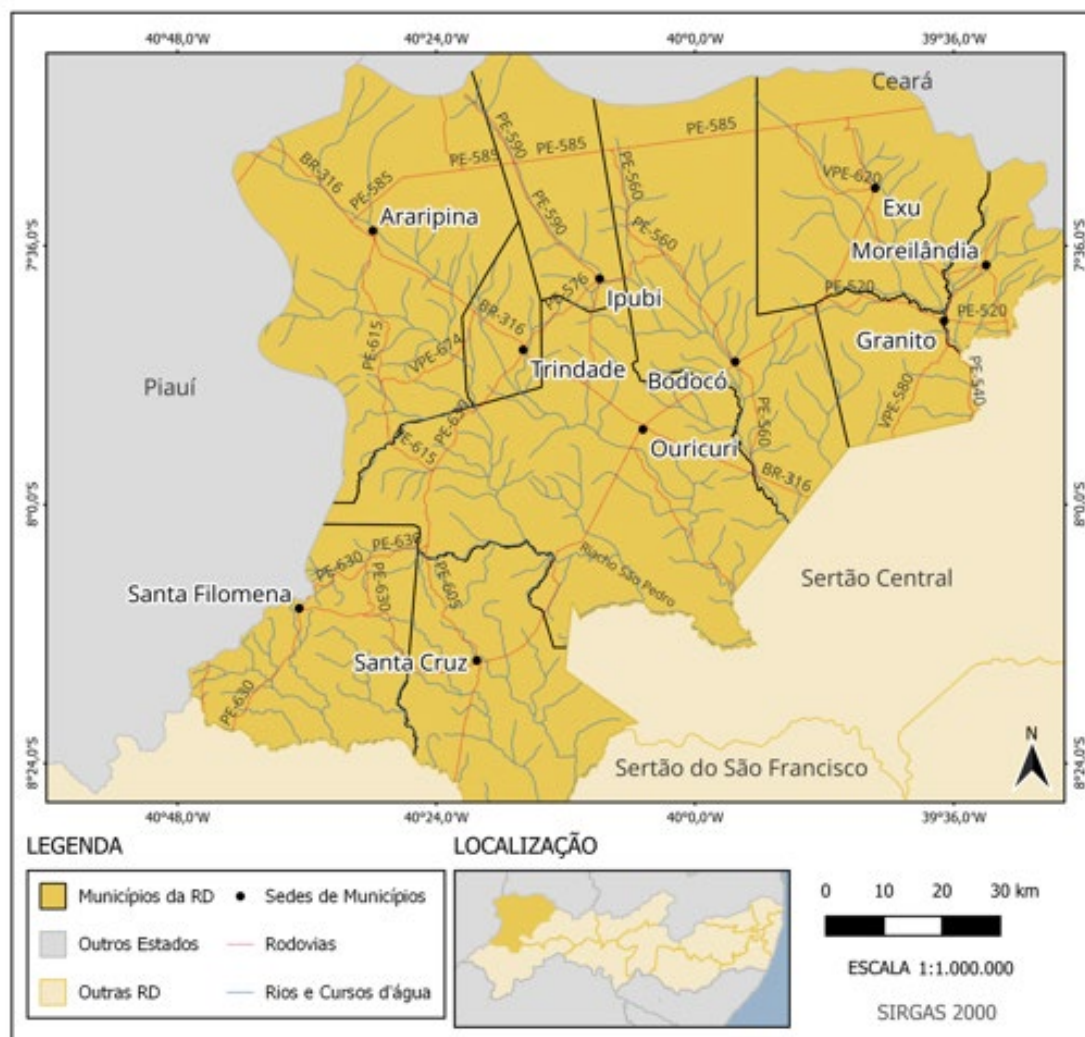 40°48,0'W 40°24,0'W 40°00,0'W 39°36,0'W
Ceará
PE-590
PE-585
PE-585
PE-585
PE-560
BR-316
PE-585
VPE-620
Exu
Araripina
PE-590
PE-560
7°36,0'S
7°36,0'S
Moreilândia
PE-576
Ipubi
PE-520
PE-520
BR-316
PE-615
VPE-674
Trindade
Granito
Piauí
Bodocó
PE-540
VPE-580
PE-560
PE-615
Ouricuri
BR-316
8°0,0'S
8°0,0'S
PE-630
PE-630
Riacho São Pedro
Sertão Central
Santa Filomena
PE-630
PE-605
Santa Cruz
PE-630
N
8°24,0'S
8°24,0'S
Sertão do São Francisco
40°48,0'W 40°24,0'W 40°00,0'W 39°36,0'W
LEGENDA
Municípios da RD
Sedes de Municípios
Outros Estados
Rodovias
Outras RD
Rios e Cursos d'água
LOCALIZAÇÃO
0 10 20 30 km
ESCALA 1:1.000.000
SIRGAS 2000